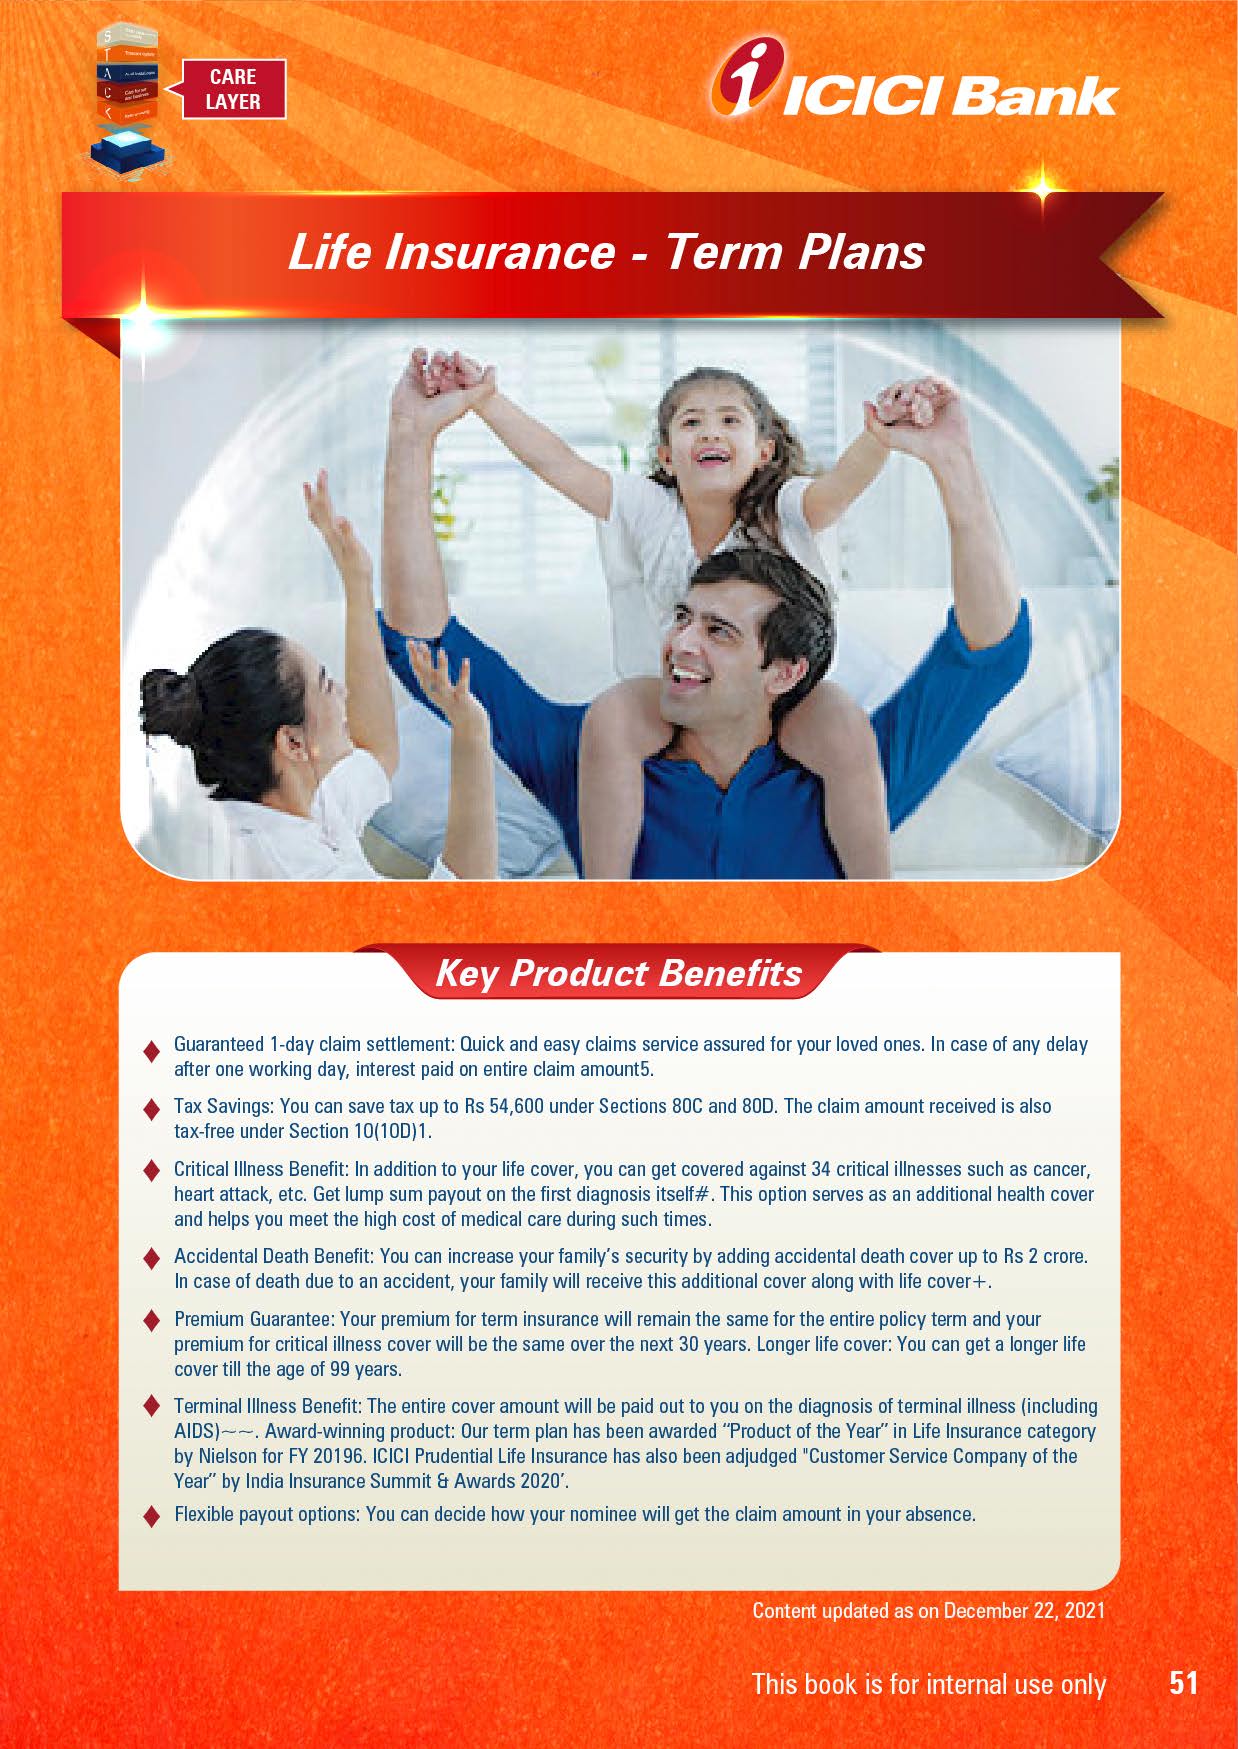 S
T
A
C
K
CARE
LAYER
ICICI Bank
Life Insurance - Term Plans
Key Product Benefits
Guaranteed 1-day claim settlement: Quick and easy claims service assured for your loved ones. In case of any delay
after one working day, interest paid on entire claim amount5.
Tax Savings: You can save tax up to Rs 54,600 under Sections 80C and 80D. The claim amount received is also
tax-free under Section 10(10D)1.
Critical Illness Benefit: In addition to your life cover, you can get covered against 34 critical illnesses such as cancer,
heart attack, etc. Get lump sum payout on the first diagnosis itself#. This option serves as an additional health cover
and helps you meet the high cost of medical care during such times.
Accidental Death Benefit: You can increase your family’s security by adding accidental death cover up to Rs 2 crore.
In case of death due to an accident, your family will receive this additional cover along with life cover+.
Premium Guarantee: Your premium for term insurance will remain the same for the entire policy term and your
premium for critical illness cover will be the same over the next 30 years. Longer life cover: You can get a longer life
cover till the age of 99 years.
Terminal Illness Benefit: The entire cover amount will be paid out to you on the diagnosis of terminal illness (including
AIDS)~~. Award-winning product: Our term plan has been awarded “Product of the Year” in Life Insurance category
by Nielson for FY 20196. ICICI Prudential Life Insurance has also been adjudged "Customer Service Company of the
Year” by India Insurance Summit & Awards 2020’.
Flexible payout options: You can decide how your nominee will get the claim amount in your absence.
Content updated as on December 22, 2021
This book is for internal use only 51